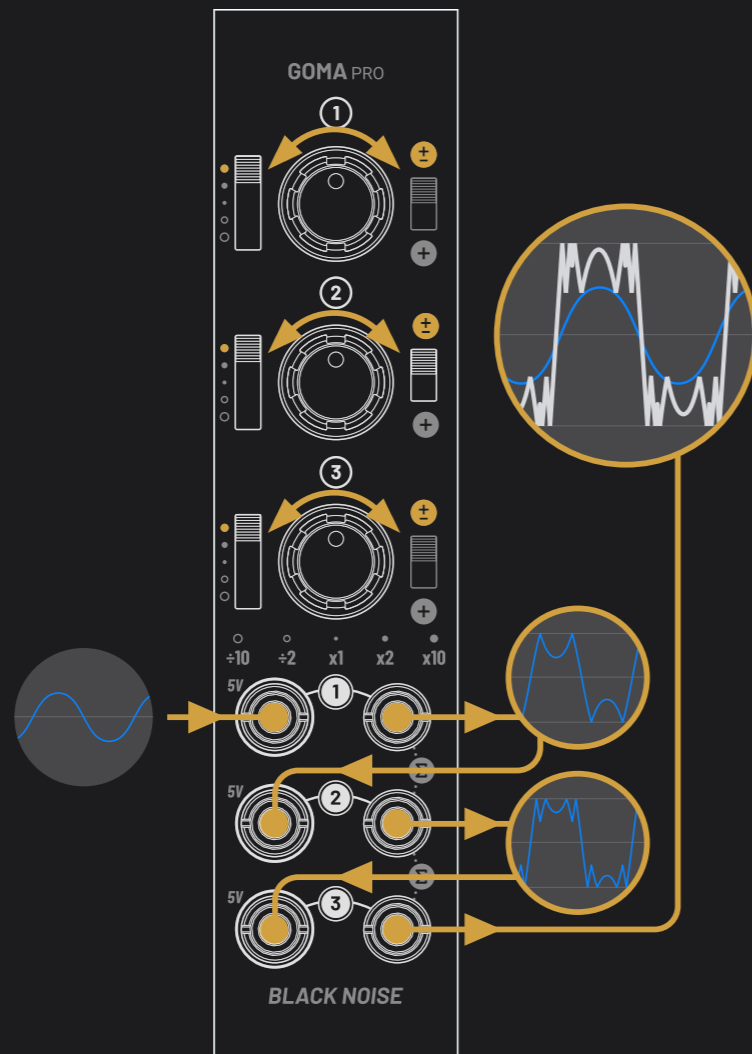 GOMA PRO
1
±
+
2
±
+
3
±
+
÷10 ÷2 x1 x2 x10
5V 1
Σ
5V 2
Σ
5V 3
BLACK NOISE